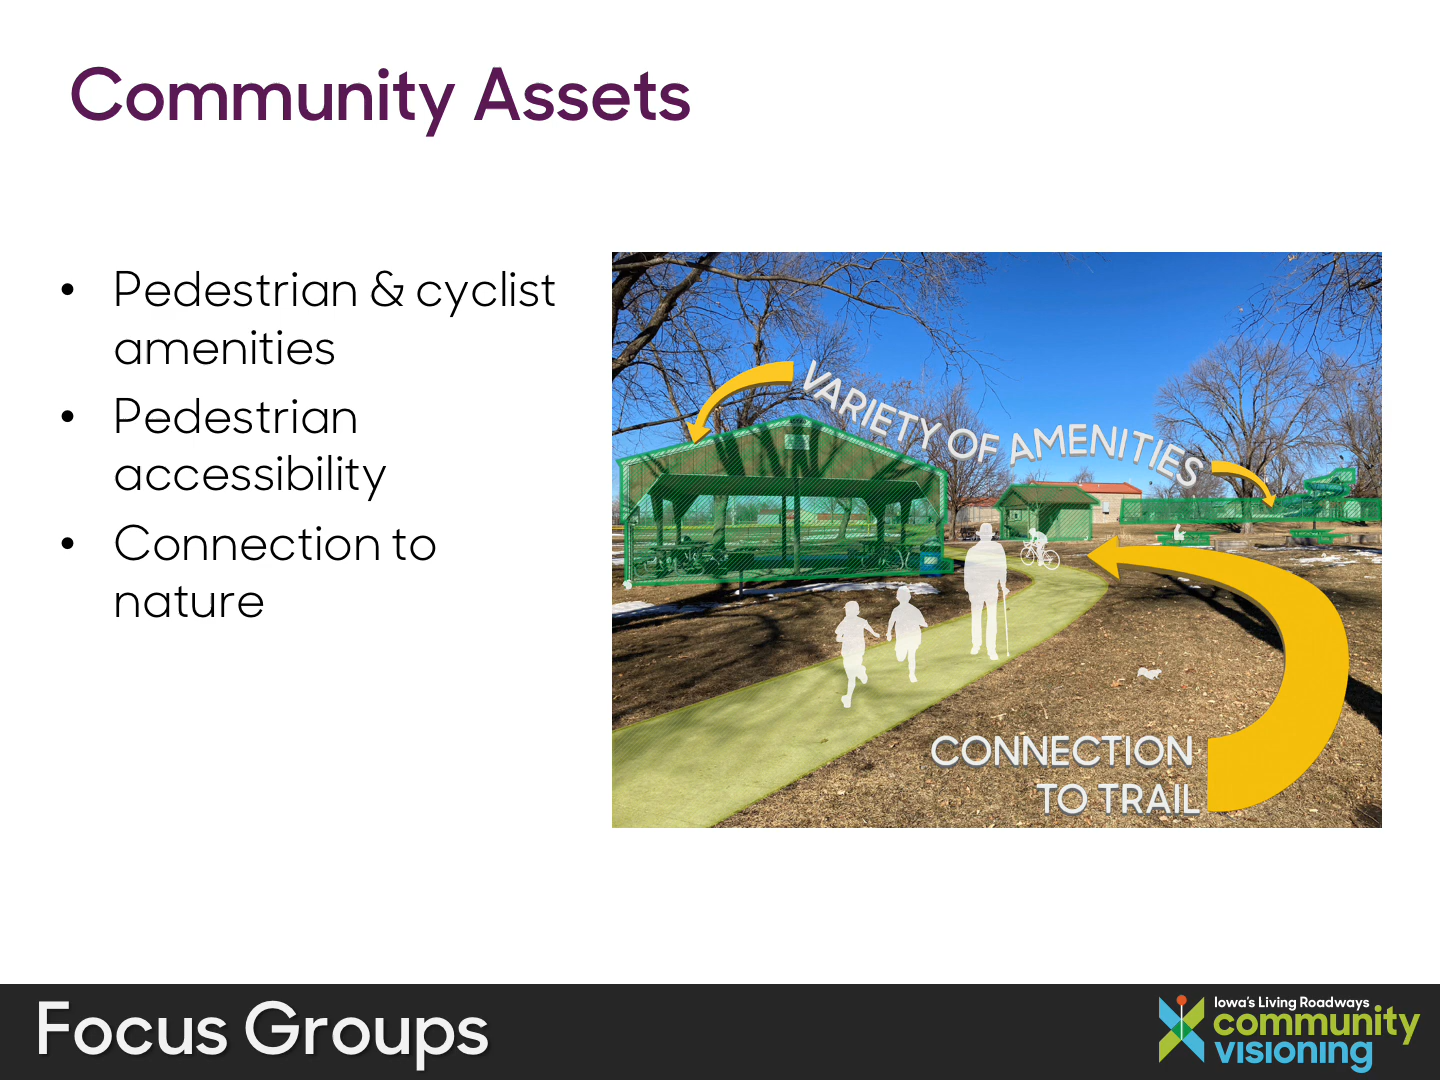 Community Assets
• Pedestrian & cyclist
amenities
• Pedestrian
accessibility
• Connection to
nature
VARIETY OF AMENITIES
CONNECTION
TO TRAIL
Focus Groups
Iowa's Living Roadways
community
visioning